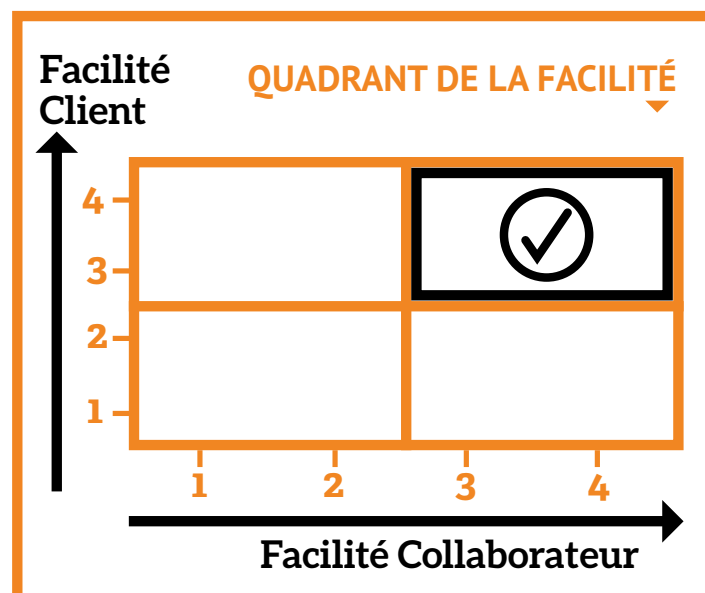 Facilité
Client
QUADRANT DE LA FACILITÉ
4
3
2
1
1 2 3 4
Facilité Collaborateur